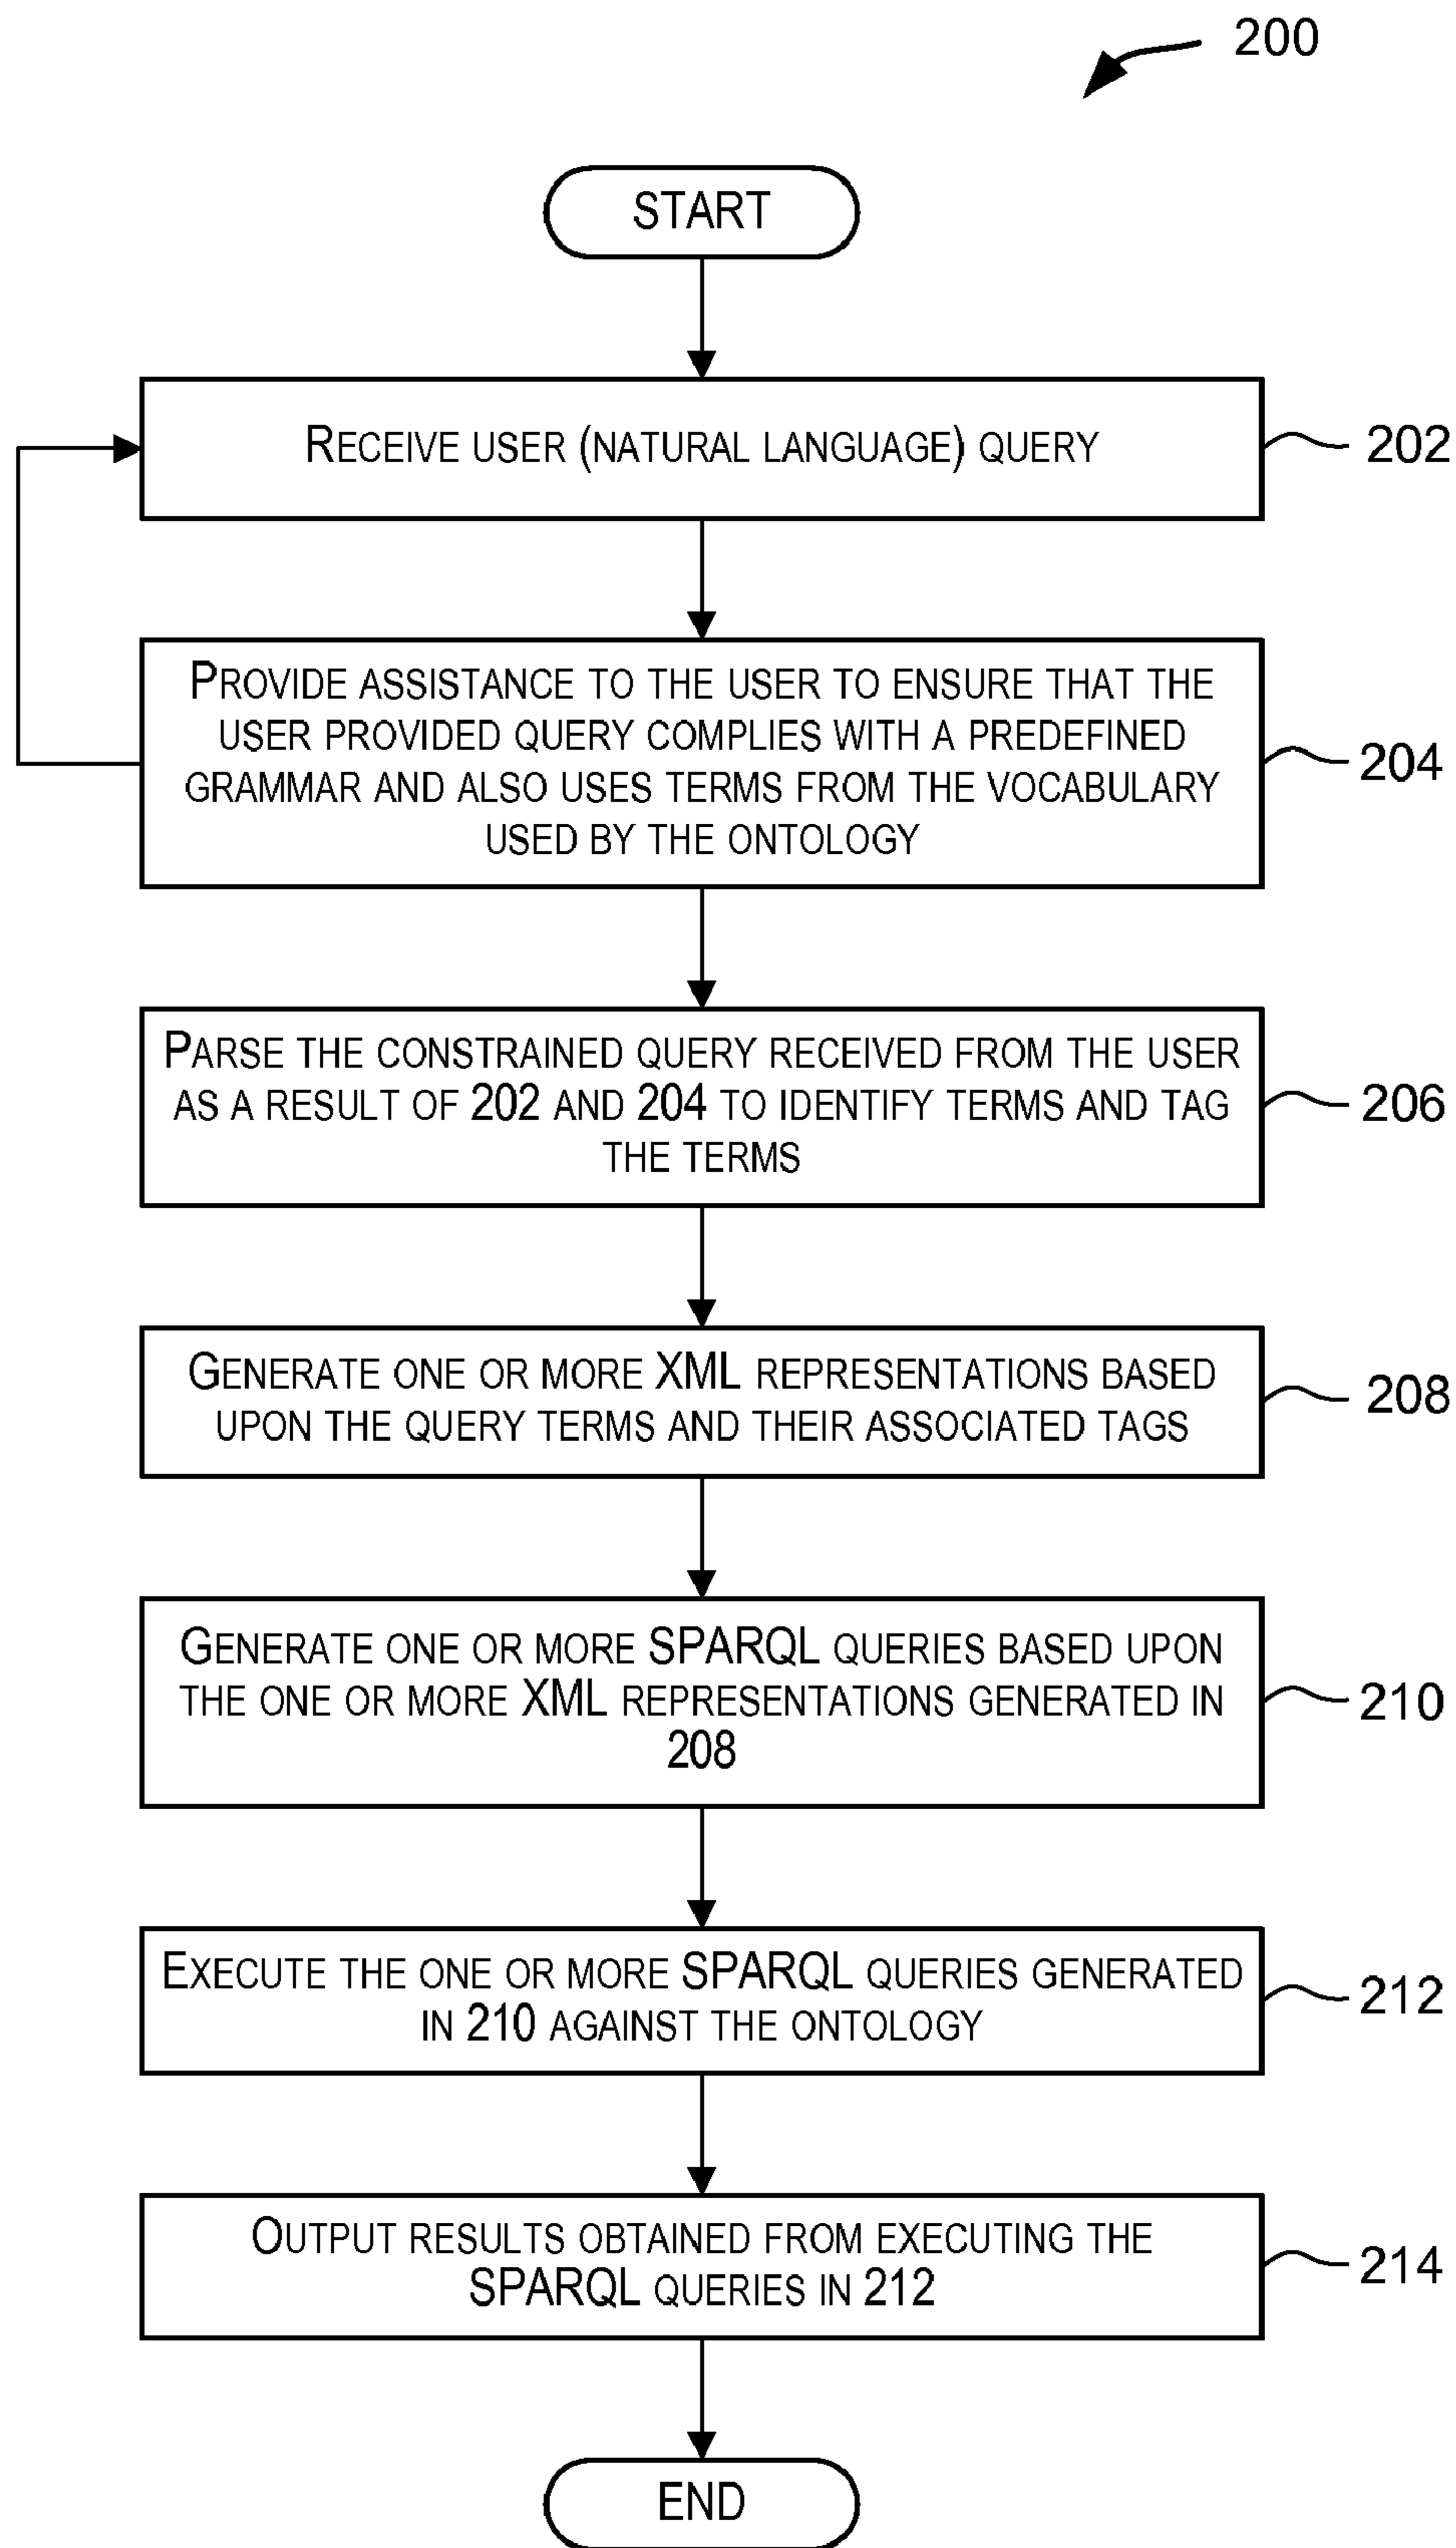 200
START
RECEIVE USER (NATURAL LANGUAGE) QUERY
202
PROVIDE ASSISTANCE TO THE USER TO ENSURE THAT THE
USER PROVIDED QUERY COMPLIES WITH A PREDEFINED
GRAMMAR AND ALSO USES TERMS FROM THE VOCABULARY
USED BY THE ONTOLOGY
204
PARSE THE CONSTRAINED QUERY RECEIVED FROM THE USER
AS A RESULT OF 202 AND 204 TO IDENTIFY TERMS AND TAG
THE TERMS
206
GENERATE ONE OR MORE XML REPRESENTATIONS BASED
UPON THE QUERY TERMS AND THEIR ASSOCIATED TAGS
208
GENERATE ONE OR MORE SPARQL QUERIES BASED UPON
THE ONE OR MORE XML REPRESENTATIONS GENERATED IN
208
210
EXECUTE THE ONE OR MORE SPARQL QUERIES GENERATED
IN 210 AGAINST THE ONTOLOGY
212
OUTPUT RESULTS OBTAINED FROM EXECUTING THE
SPARQL QUERIES IN 212
214
END